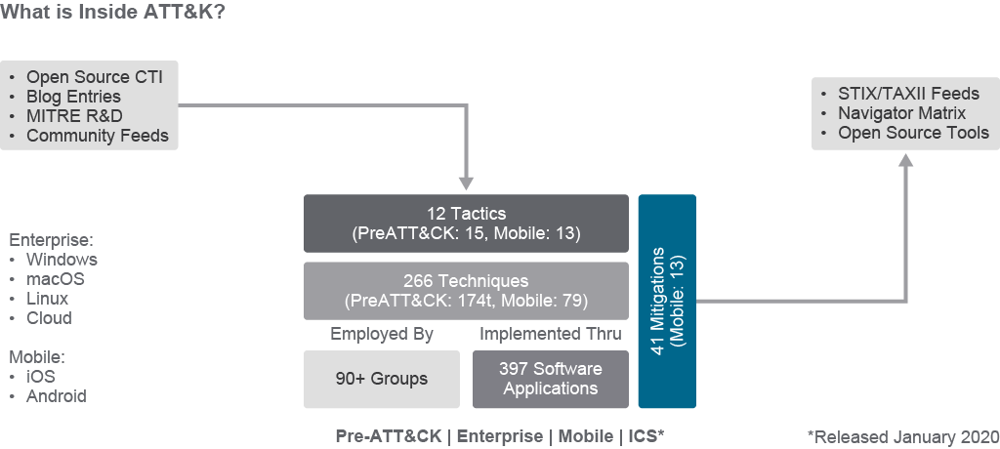 What is Inside ATT&K?
• Open Source CTI
• Blog Entries
• MITRE R&D
• Community Feeds
• STIX/TAXII Feeds
• Navigator Matrix
• Open Source Tools
12 Tactics
(PreATT&CK: 15, Mobile: 13)
266 Techniques
(PreATT&CK: 174t, Mobile: 79)
Employed By
Implemented Thru
90+ Groups
397 Software
Applications
41 Mitigations
(Mobile: 13)
Enterprise:
• Windows
• macOS
• Linux
• Cloud
Mobile:
• iOS
• Android
Pre-ATT&CK | Enterprise | Mobile | ICS*
*Released January 2020